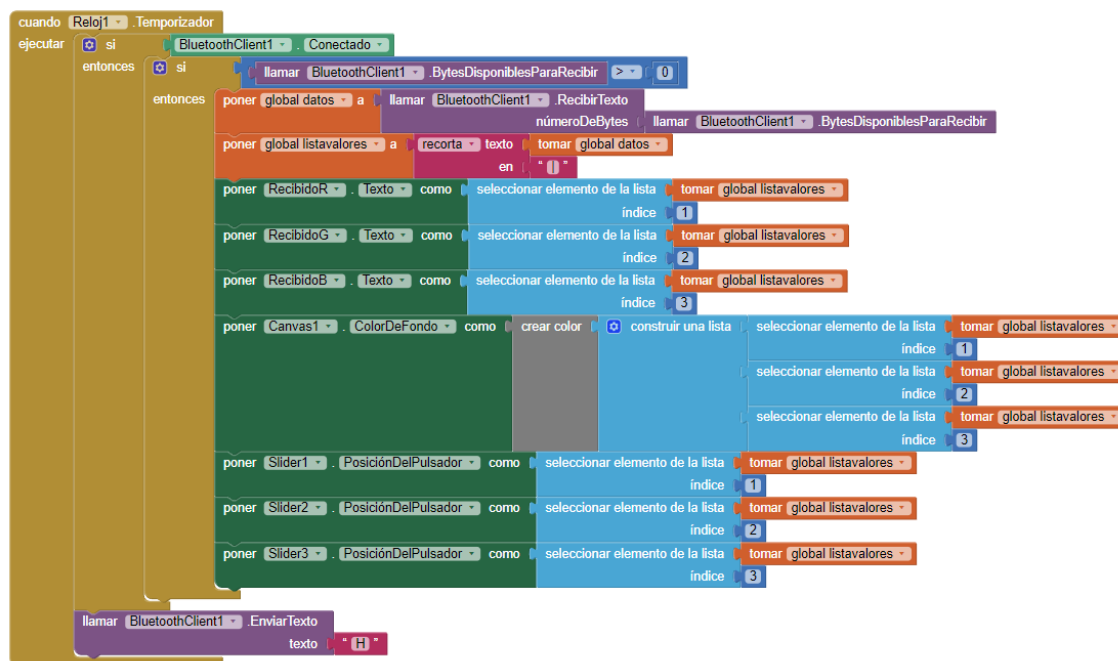 cuando Reloj1 .Temporizador
ejecutar si BluetoothClient1 . Conectado
entonces si llamar BluetoothClient1 .BytesDisponiblesParaRecibir > 0
entonces poner global datos a llamar BluetoothClient1 .RecibirTexto
númeroDeBytes llamar BluetoothClient1 .BytesDisponiblesParaRecibir
poner global listavalores a recorta texto tomar global datos
en " | "
poner RecibidoR . Texto como seleccionar elemento de la lista tomar global listavalores
índice 1
poner RecibidoG . Texto como seleccionar elemento de la lista tomar global listavalores
índice 2
poner RecibidoB . Texto como seleccionar elemento de la lista tomar global listavalores
índice 3
poner Canvas1 . ColorDeFondo como crear color construir una lista seleccionar elemento de la lista tomar global listavalores
índice 1
seleccionar elemento de la lista tomar global listavalores
índice 2
seleccionar elemento de la lista tomar global listavalores
índice 3
poner Slider1 . PosiciónDelPulsador como seleccionar elemento de la lista tomar global listavalores
índice 1
poner Slider2 . PosiciónDelPulsador como seleccionar elemento de la lista tomar global listavalores
índice 2
poner Slider3 . PosiciónDelPulsador como seleccionar elemento de la lista tomar global listavalores
índice 3
llamar BluetoothClient1 .EnviarTexto
texto " H "